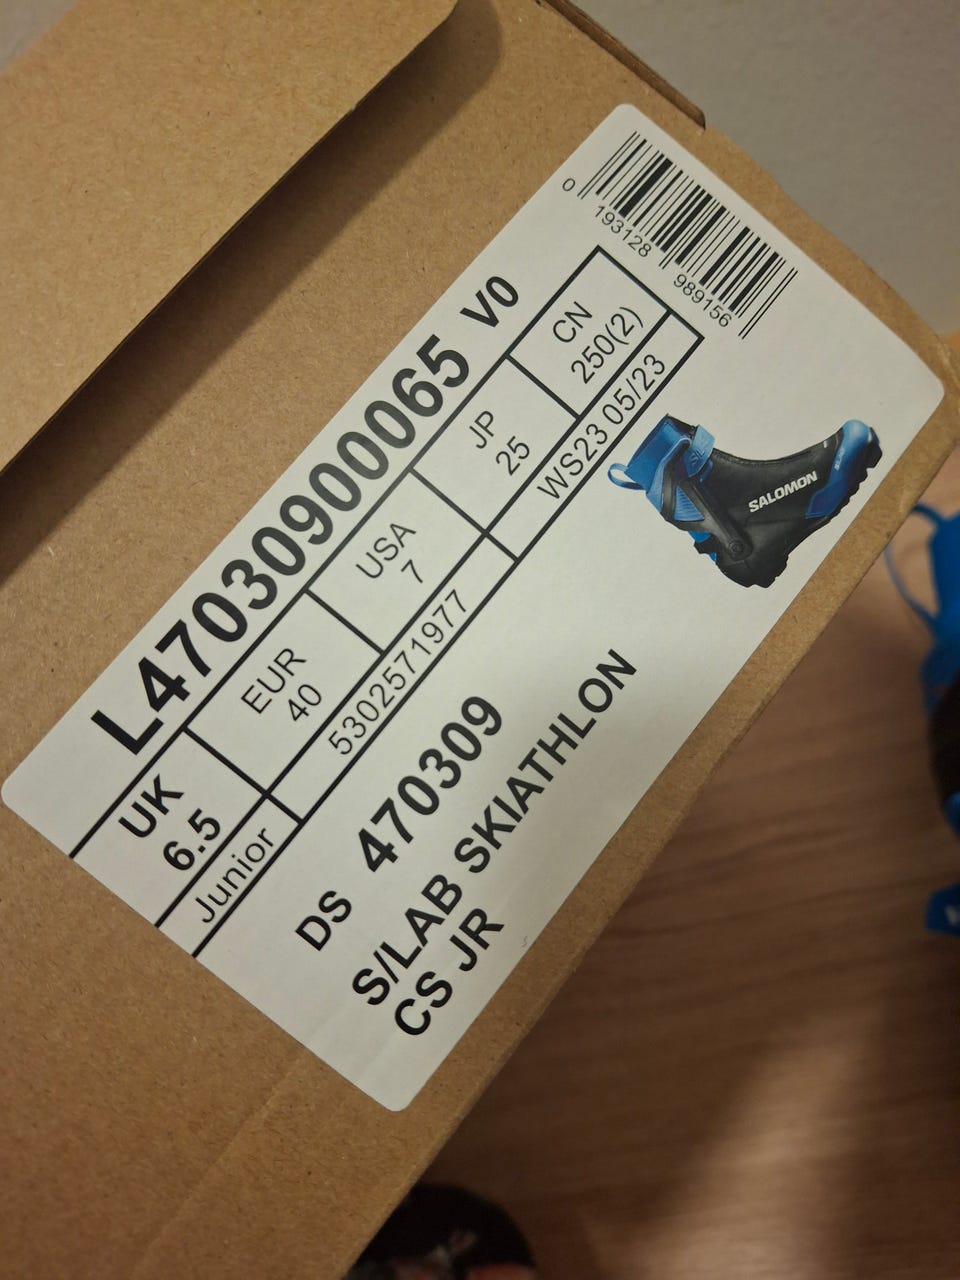 0 193128 989156
L47030900065 V0
UK EUR USA JP CN
6.5 40 7 25 250(2)
Junior 5302571977 WS23 05/23
DS 470309
S/LAB SKIATHLON
CS JR
SALOMON